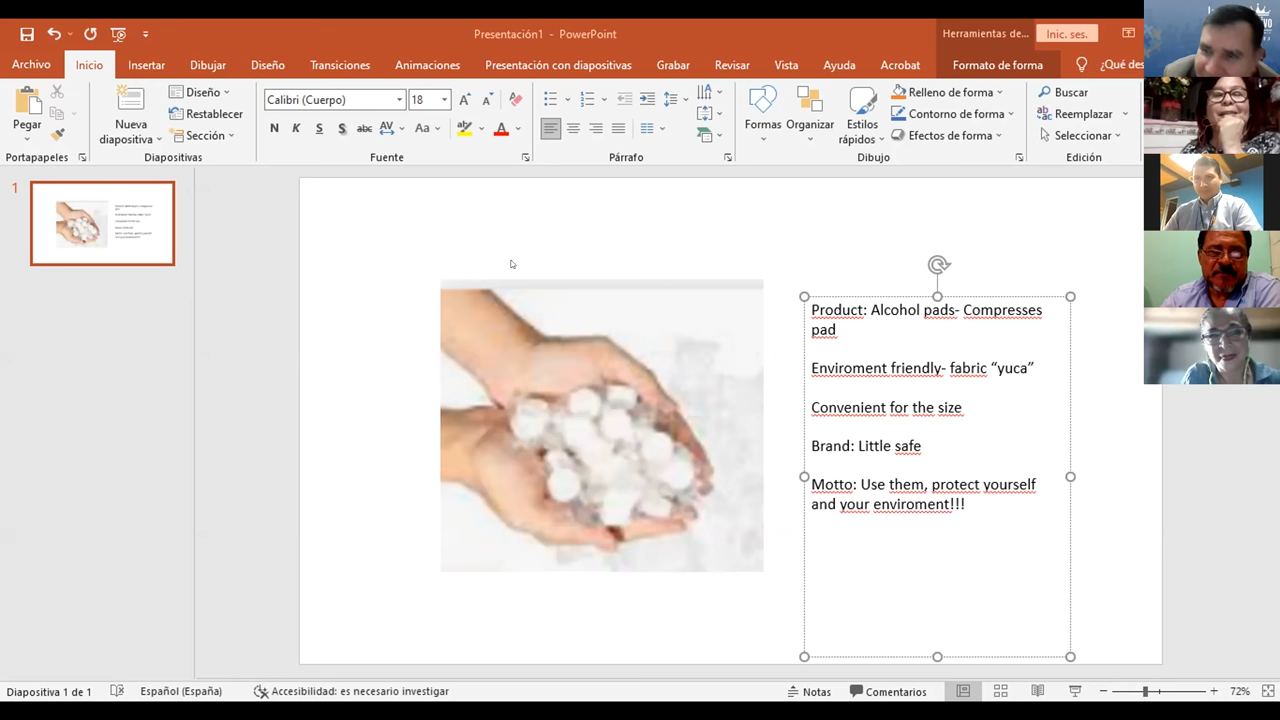 Presentación1 - PowerPoint
Herramientas de...
Inic. ses.
Archivo Inicio Insertar Dibujar Diseño Transiciones Animaciones Presentación con diapositivas Grabar Revisar Vista Ayuda Acrobat Formato de forma ¿Qué des
Pegar
Portapapeles
Nueva
diapositiva
Diseño
Restablecer
Sección
Diapositivas
Calibri (Cuerpo) 18
N K S S abc AV Aa A
Fuente
Párrafo
Formas
Organizar
Estilos
rápidos
Relleno de forma
Contorno de forma
Efectos de forma
Dibujo
Buscar
Reemplazar
Seleccionar
Edición
1
Product: Alcohol pads- Compresses
pad
Enviroment friendly- fabric “yuca”
Convenient for the size
Brand: Little safe
Motto: Use them, protect yourself
and your enviroment!!!
Diapositiva 1 de 1 Español (España) Accesibilidad: es necesario investigar Notas Comentarios 72%